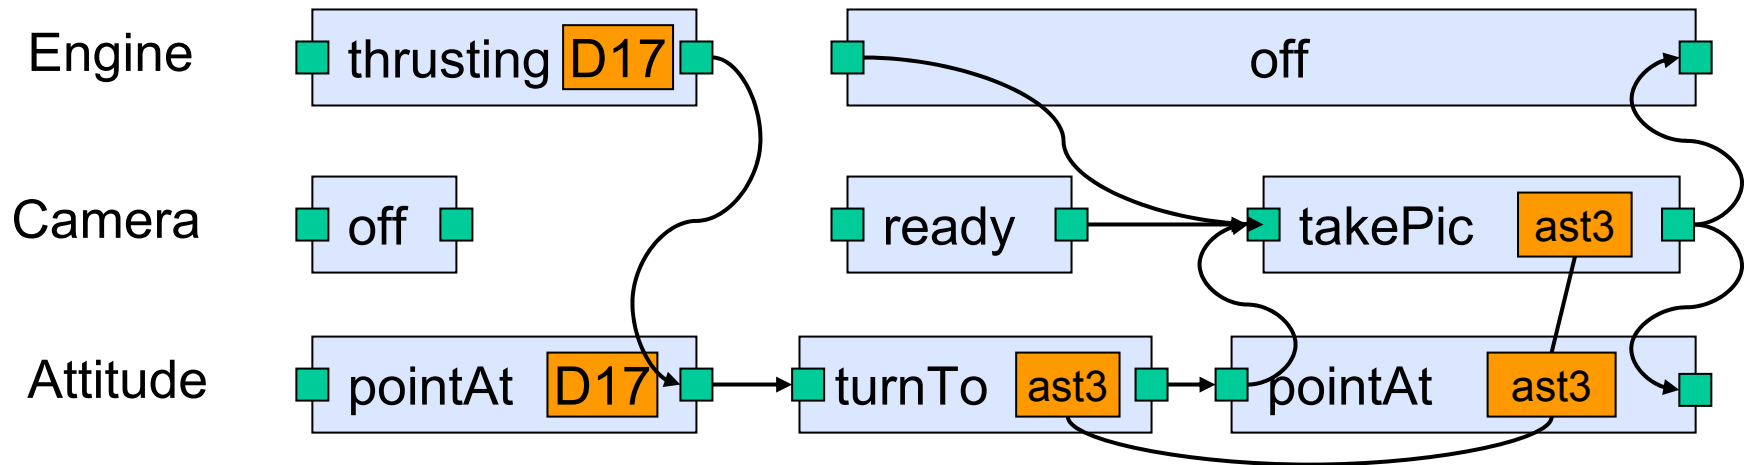 Engine thrusting D17 off
Camera off ready takePic ast3
Attitude pointAt D17 turnTo ast3 pointAt ast3